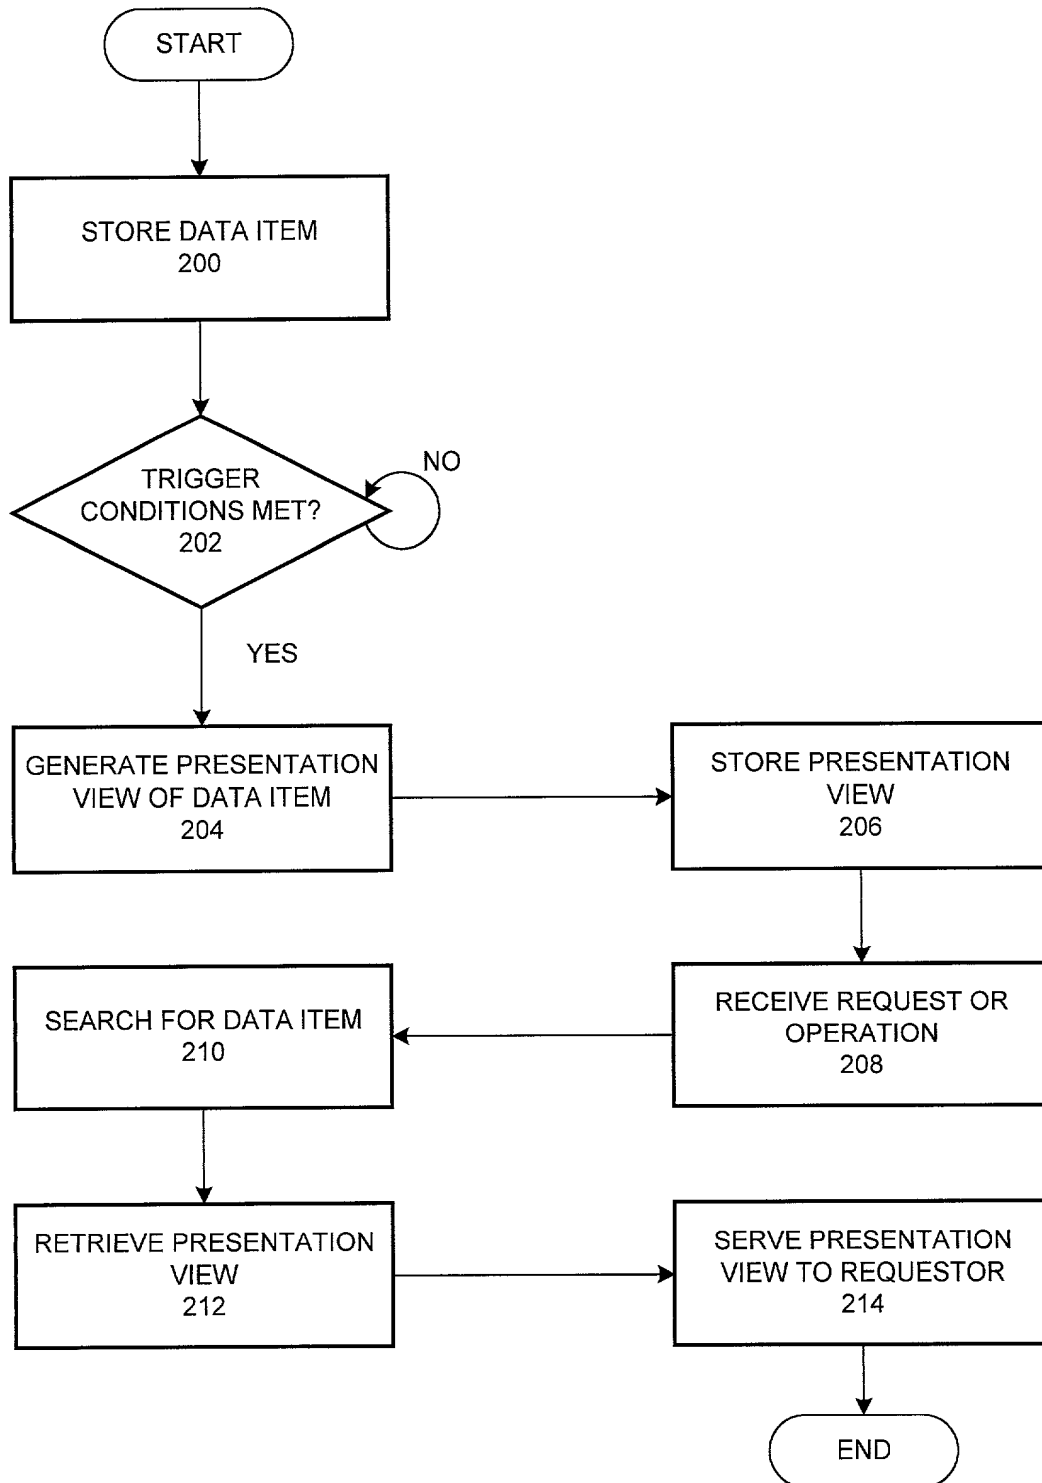 START
STORE DATA ITEM
200
TRIGGER
CONDITIONS MET?
202
NO
YES
GENERATE PRESENTATION
VIEW OF DATA ITEM
204
STORE PRESENTATION
VIEW
206
RECEIVE REQUEST OR
OPERATION
208
SEARCH FOR DATA ITEM
210
RETRIEVE PRESENTATION
VIEW
212
SERVE PRESENTATION
VIEW TO REQUESTOR
214
END